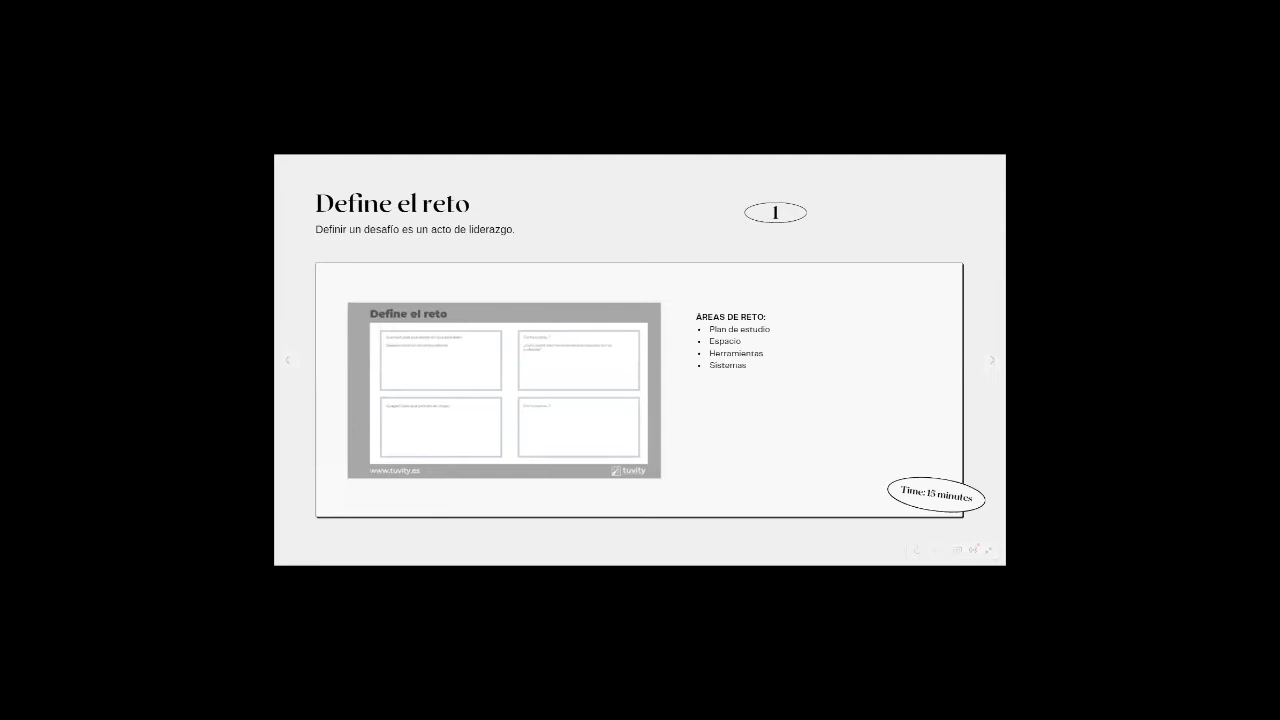 Define el reto
1
Definir un desafío es un acto de liderazgo.
Define el reto
ÁREAS DE RETO:
• Plan de estudio
• Espacio
• Herramientas
• Sistemas
www.tuvity.es
tuvity
Time: 15 minutes